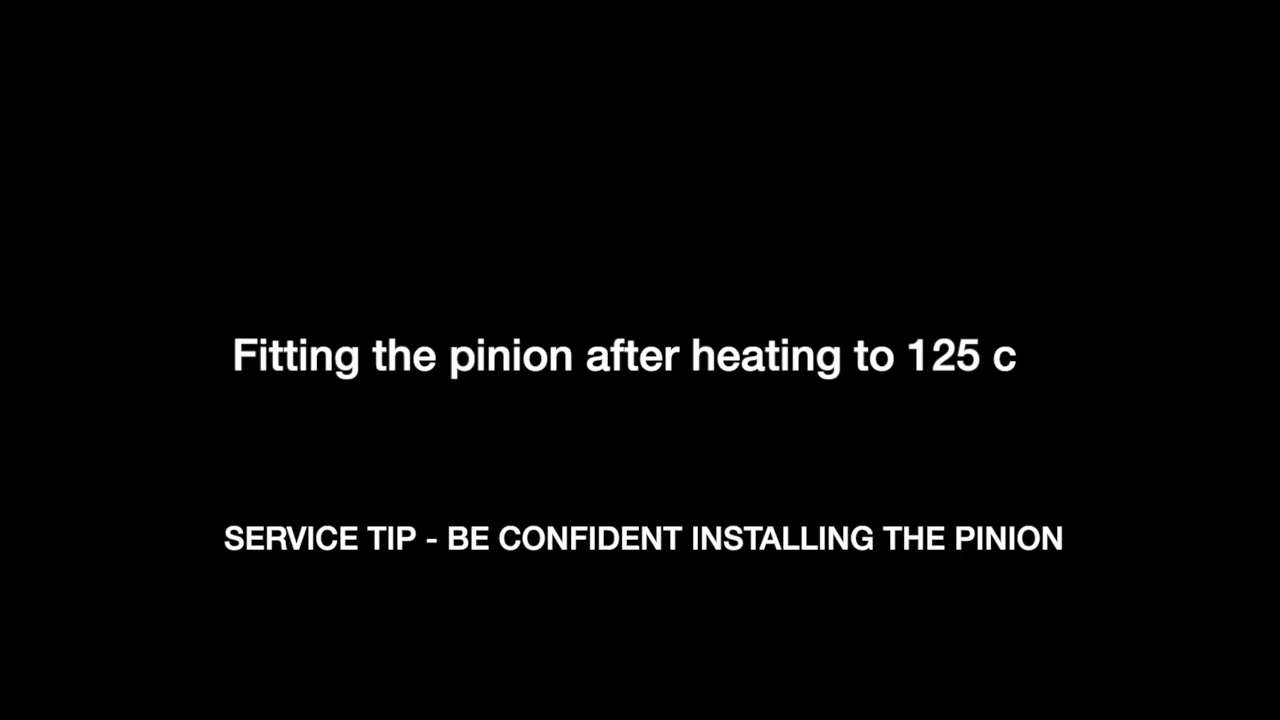 Fitting the pinion after heating to 125 c
SERVICE TIP - BE CONFIDENT INSTALLING THE PINION